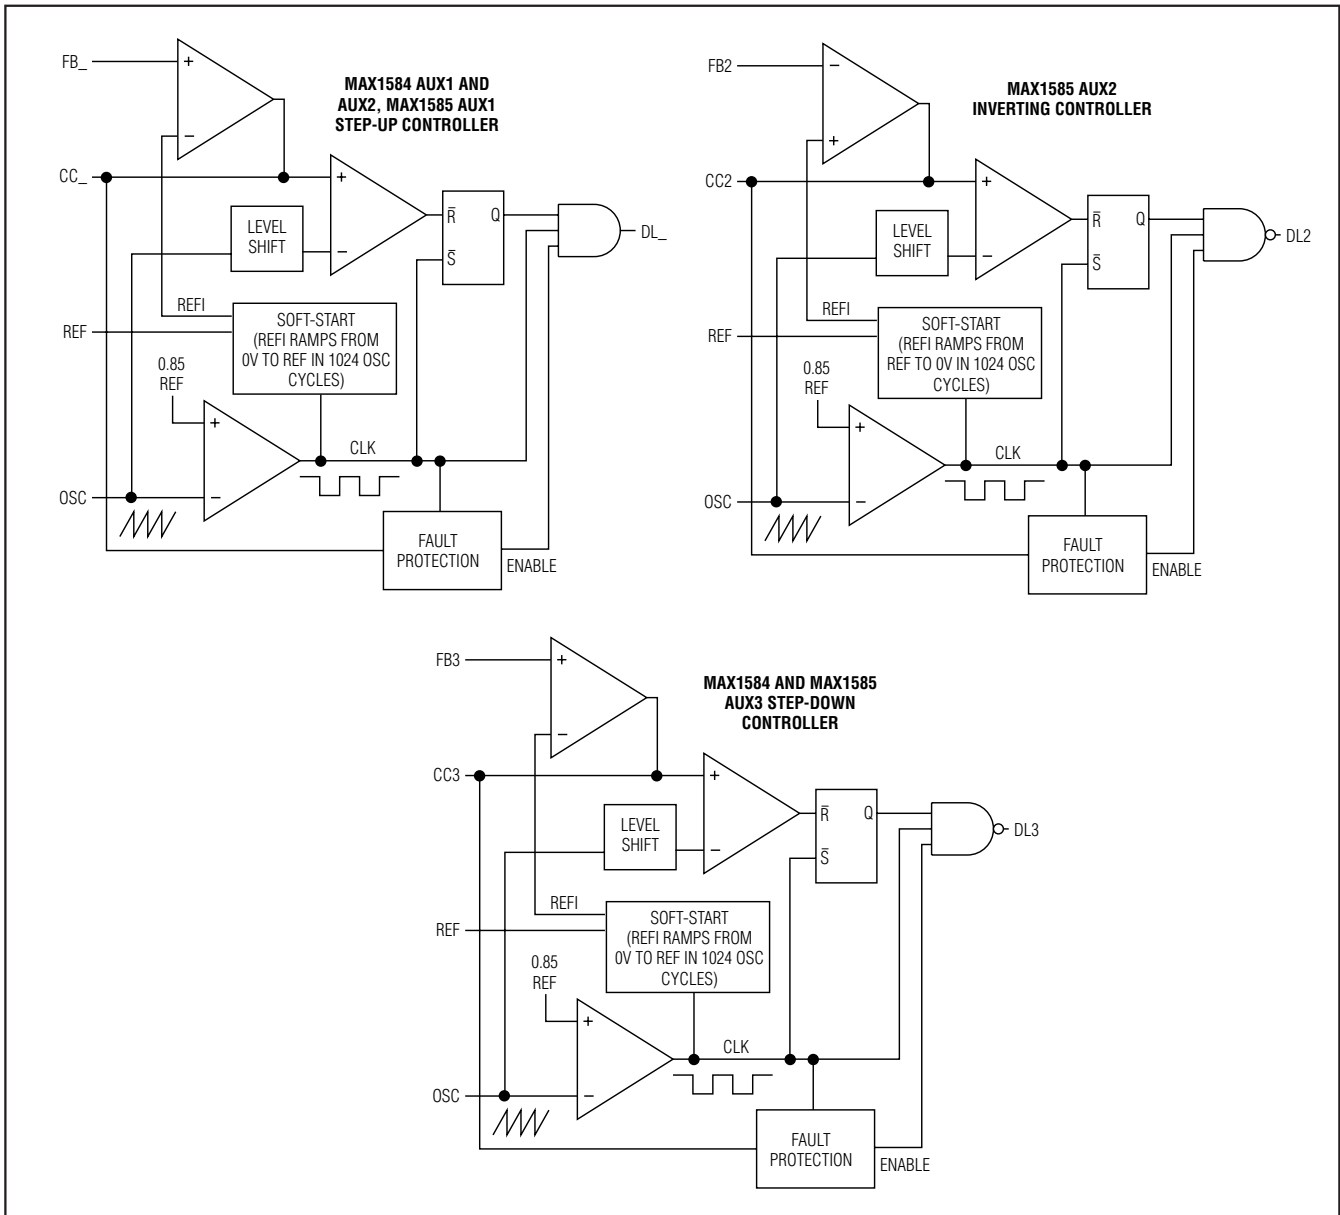 FB_
+
−
MAX1584 AUX1 AND
AUX2, MAX1585 AUX1
STEP-UP CONTROLLER
CC_
+
−
LEVEL
SHIFT
R̅
Q
S̅
DL_
REFI
REF
SOFT-START
(REFI RAMPS FROM
0V TO REF IN 1024 OSC
CYCLES)
0.85
REF
+
−
CLK
OSC
FAULT
PROTECTION
ENABLE
FB2
−
+
MAX1585 AUX2
INVERTING CONTROLLER
CC2
+
−
LEVEL
SHIFT
R̅
Q
S̅
DL2
REFI
REF
SOFT-START
(REFI RAMPS FROM
REF TO 0V IN 1024 OSC
CYCLES)
0.85
REF
+
−
CLK
OSC
FAULT
PROTECTION
ENABLE
FB3
+
−
MAX1584 AND MAX1585
AUX3 STEP-DOWN
CONTROLLER
CC3
+
−
LEVEL
SHIFT
R̅
Q
S̅
DL3
REFI
REF
SOFT-START
(REFI RAMPS FROM
0V TO REF IN 1024 OSC
CYCLES)
0.85
REF
+
−
CLK
OSC
FAULT
PROTECTION
ENABLE